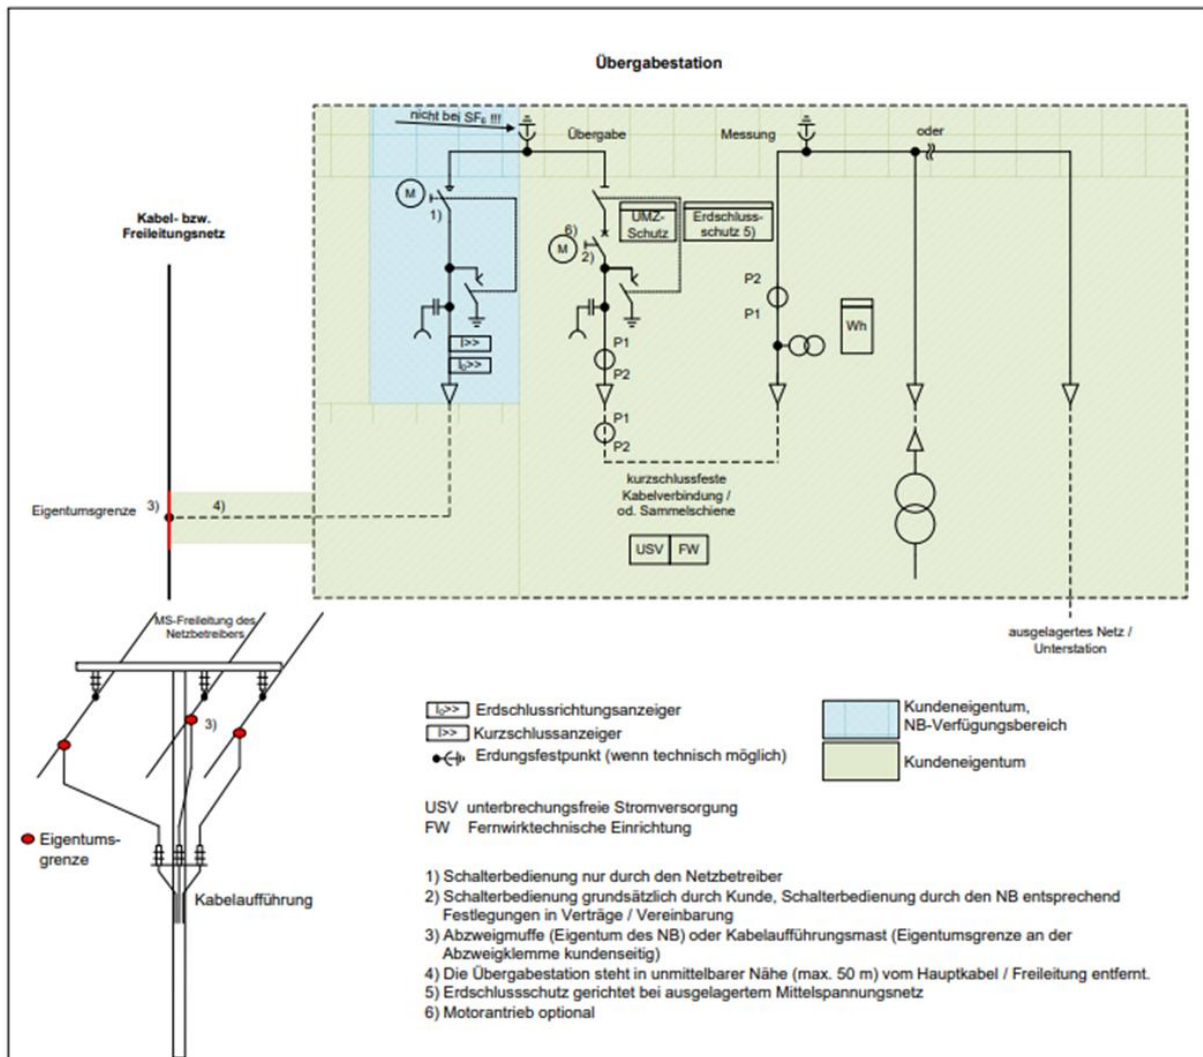 Übergabestation
nicht bei SF₆ !!!
Übergabe
Messung
oder
M
1)
UMZ-
Schutz
Erdschluss-
schutz 5)
Kabel- bzw.
Freileitungsnetz
6)
M
2)
P2
P1
Wh
I>>
I₀>>
P1
P2
P1
P2
kurzschlussfeste
Kabelverbindung /
od. Sammelschiene
Eigentumsgrenze
3)
4)
USV
FW
MS-Freileitung des
Netzbetreibers
ausgelagertes Netz /
Unterstation
3)
Eigentums-
grenze
Kabelaufführung
I₀>> Erdschlussrichtungsanzeiger
I>> Kurzschlussanzeiger
Erdungsfestpunkt (wenn technisch möglich)
Kundeneigentum,
NB-Verfügungsbereich
Kundeneigentum
USV unterbrechungsfreie Stromversorgung
FW Fernwirktechnische Einrichtung
1) Schalterbedienung nur durch den Netzbetreiber
2) Schalterbedienung grundsätzlich durch Kunde, Schalterbedienung durch den NB entsprechend
Festlegungen in Verträge / Vereinbarung
3) Abzweigmuffe (Eigentum des NB) oder Kabelaufführungsmast (Eigentumsgrenze an der
Abzweigklemme kundenseitig)
4) Die Übergabestation steht in unmittelbarer Nähe (max. 50 m) vom Hauptkabel / Freileitung entfernt.
5) Erdschlussschutz gerichtet bei ausgelagertem Mittelspannungsnetz
6) Motorantrieb optional